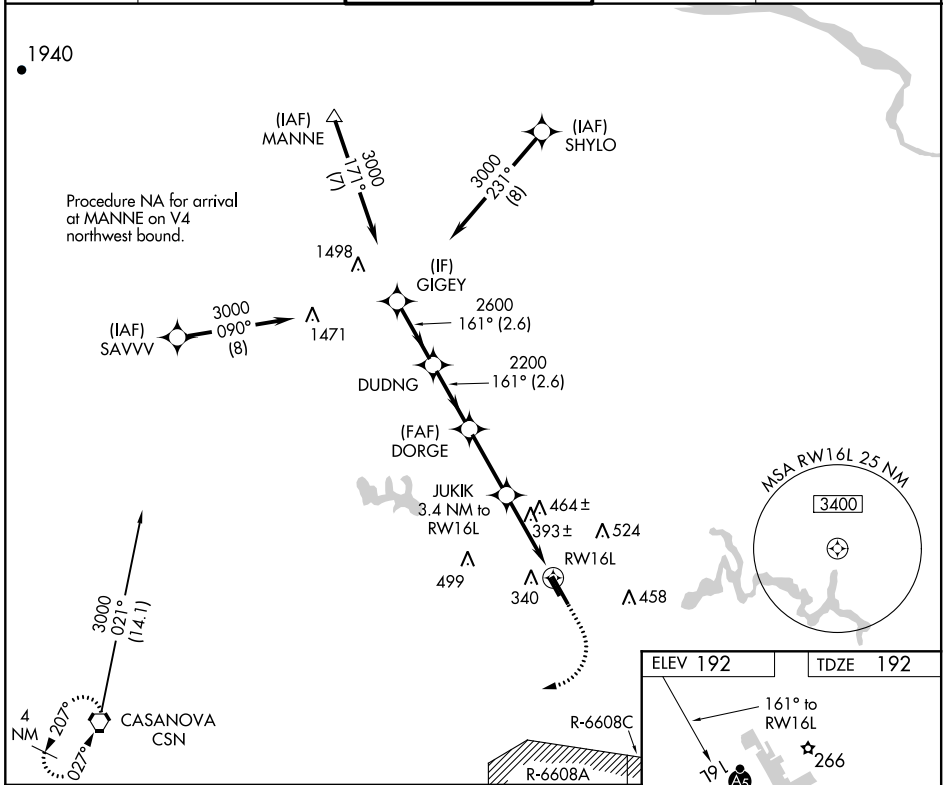 1940
(IAF)
MANNE
3000
171°
(7)
(IAF)
SHYLO
3000
231°
(8)
Procedure NA for arrival
at MANNE on V4
northwest bound.
1498
(IF)
GIGEY
3000
090°
(8)
(IAF)
SAVVV
1471
2600
161° (2.6)
DUDNG
2200
161° (2.6)
(FAF)
DORGE
MSA RW16L 25 NM
3400
JUKIK
3.4 NM to
RW16L
464±
393±
524
RW16L
499
340
458
3000
021°
(14.1)
4
NM
207°
027°
CASANOVA
CSN
R-6608C
R-6608A
ELEV 192
TDZE 192
161° to
RW16L
266
16L
A5